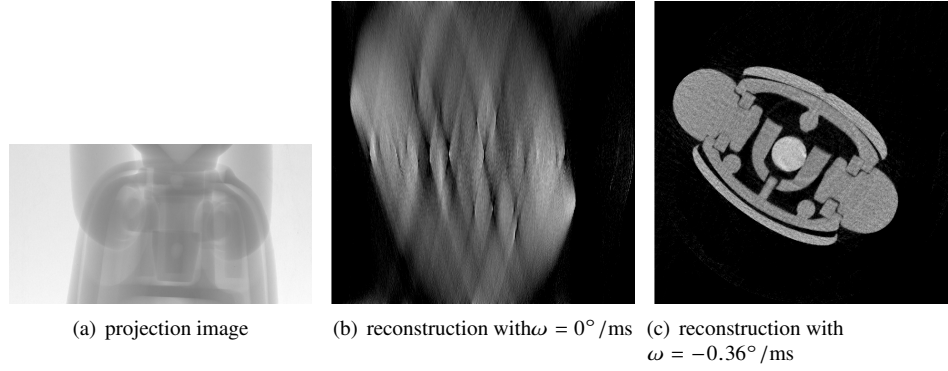 (a) projection image
(b) reconstruction withω = 0°/ms
(c) reconstruction with
ω = −0.36°/ms